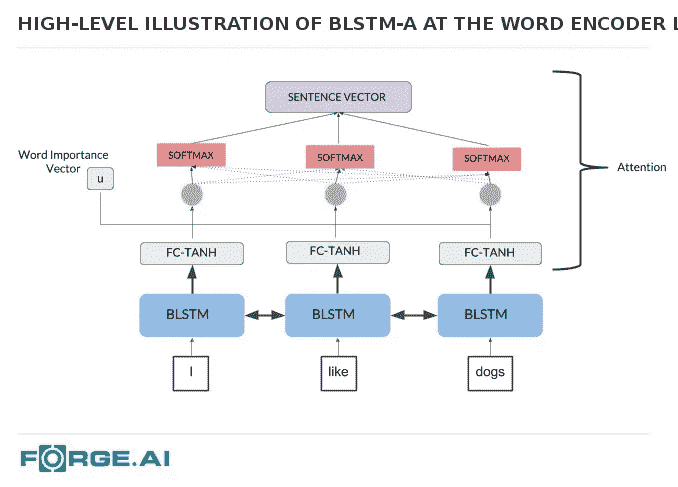 HIGH-LEVEL ILLUSTRATION OF BLSTM-A AT THE WORD ENCODER L
SENTENCE VECTOR
SOFTMAX
SOFTMAX
SOFTMAX
Word Importance
Vector
u
Attention
FC-TANH
FC-TANH
FC-TANH
BLSTM
BLSTM
BLSTM
I
like
dogs
FORGE.AI